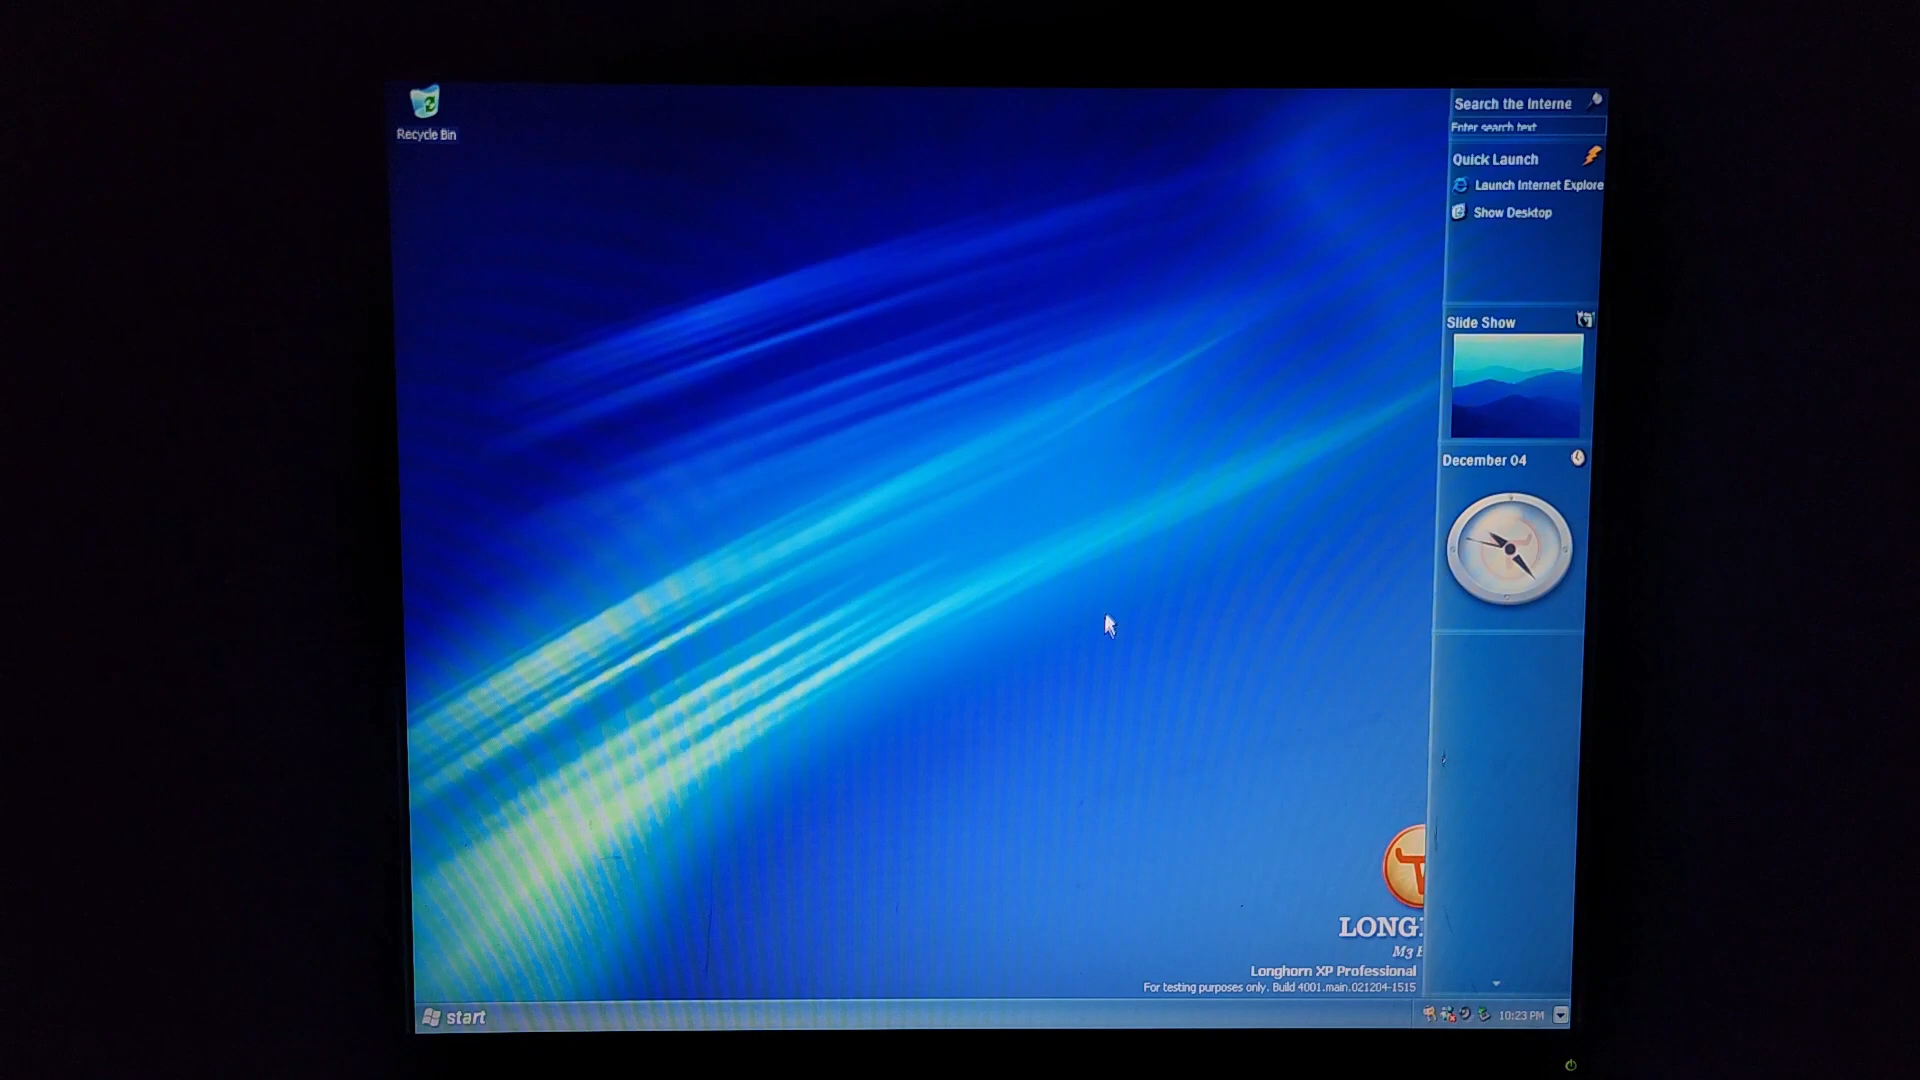 Recycle Bin
Search the Interne
Enter search text
Quick Launch
Launch Internet Explore
Show Desktop
Slide Show
December 04
LONG
M3
Longhorn XP Professional
For testing purposes only. Build 4001.main.021204-1515
start
10:23 PM